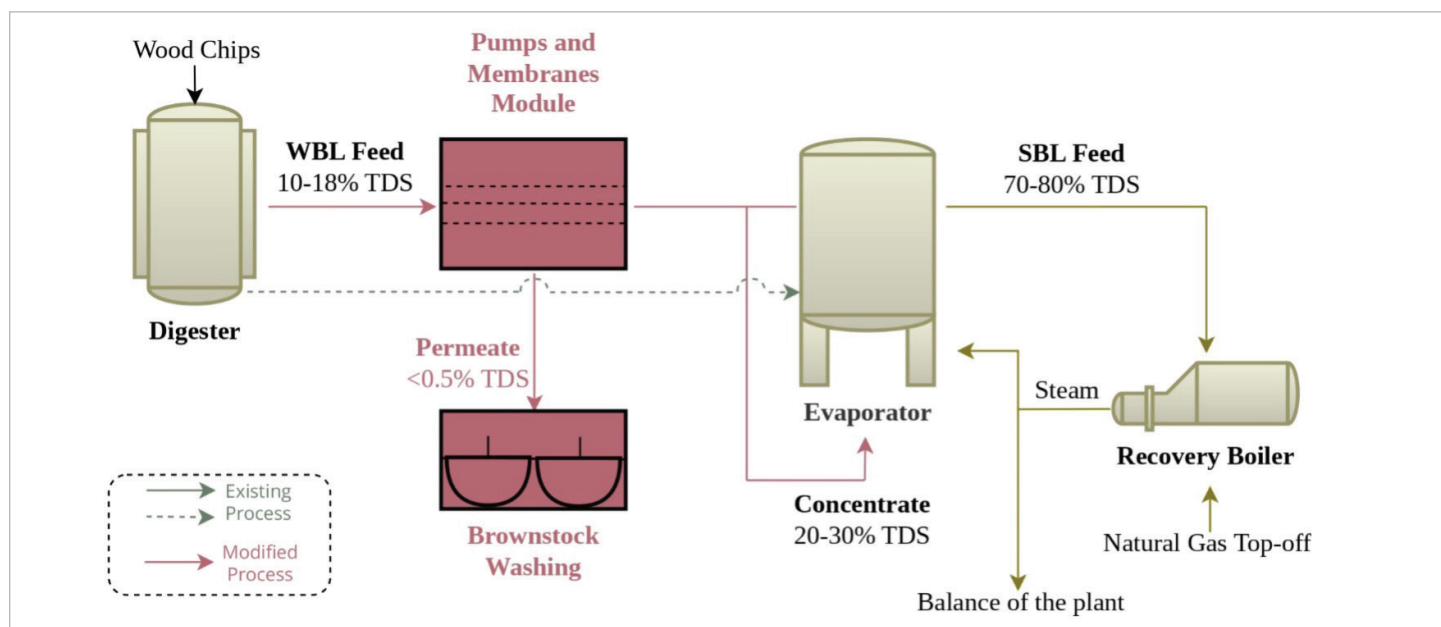 Wood Chips
Pumps and
Membranes
Module
WBL Feed
10-18% TDS
SBL Feed
70-80% TDS
Digester
Permeate
<0.5% TDS
Evaporator
Steam
Recovery Boiler
Existing
Process
Modified
Process
Brownstock
Washing
Concentrate
20-30% TDS
Natural Gas Top-off
Balance of the plant